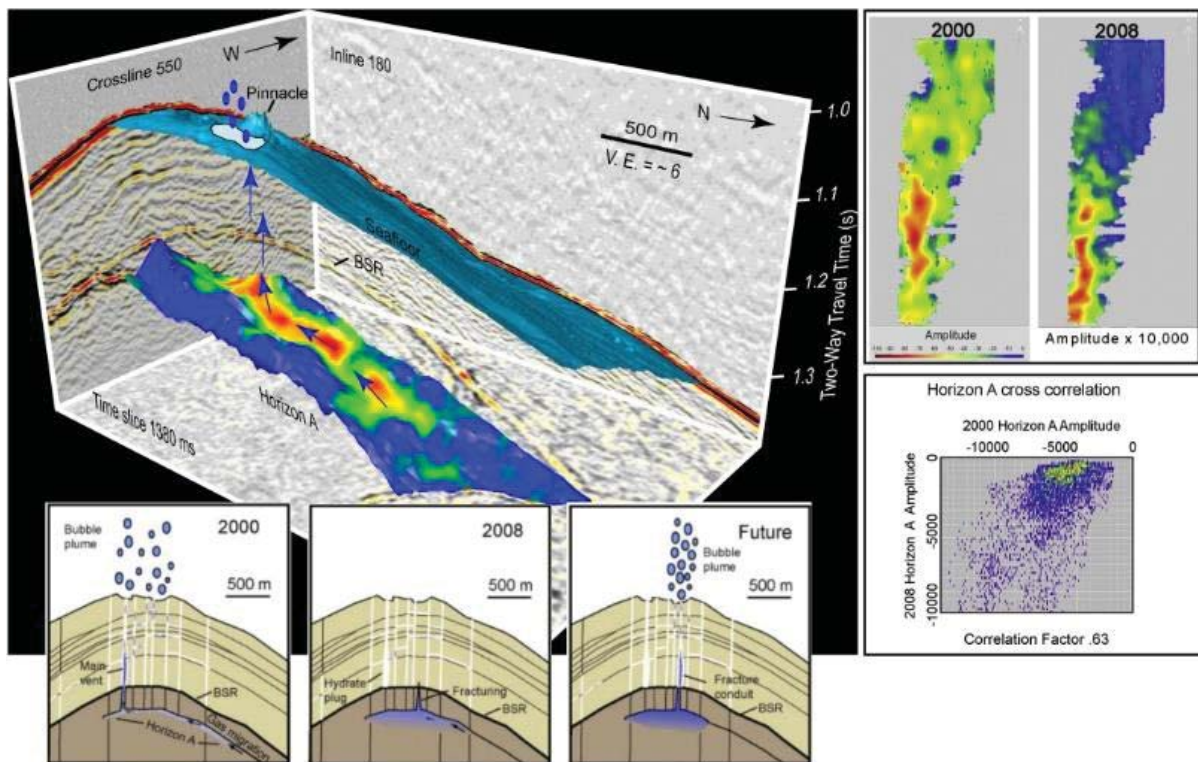 W
Crossline 550
Inline 180
Pinnacle
500 m
V. E. = ~ 6
N
1.0
1.1
1.2
1.3
Two-Way Travel Time (s)
Seafloor
BSR
Horizon A
Time slice 1380 ms
2000
2008
Amplitude
Amplitude x 10,000
Horizon A cross correlation
2000 Horizon A Amplitude
-10000 -5000 0
0
-5000
-10000
2008 Horizon A Amplitude
Correlation Factor .63
2000
Bubble
plume
500 m
Main
vent
BSR
Horizon A
Gas migration
2008
500 m
Hydrate
plug
Fracturing
BSR
Future
Bubble
plume
500 m
Fracture
conduit
BSR